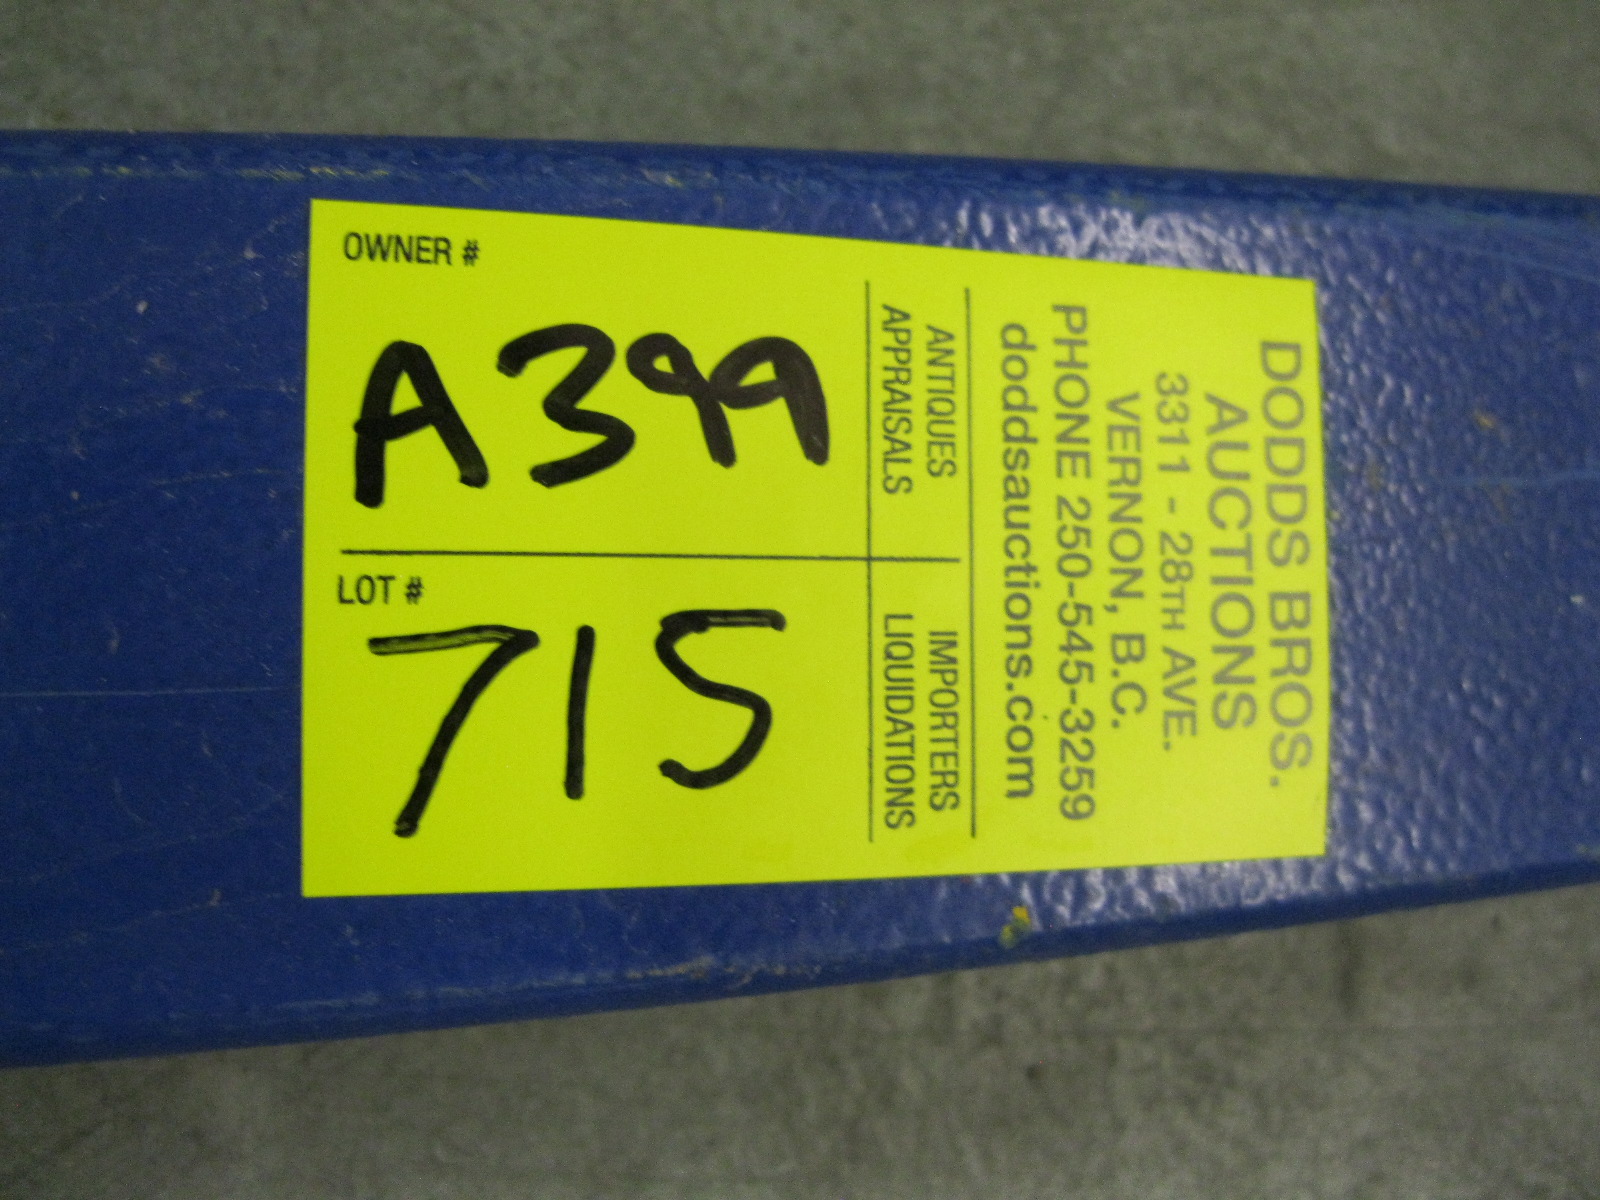 OWNER #
A399
LOT #
715
DODDS BROS.
AUCTIONS
3311 - 28TH AVE.
VERNON, B.C.
PHONE 250-545-3259
doddsauctions.com
ANTIQUES
APPRAISALS
IMPORTERS
LIQUIDATIONS